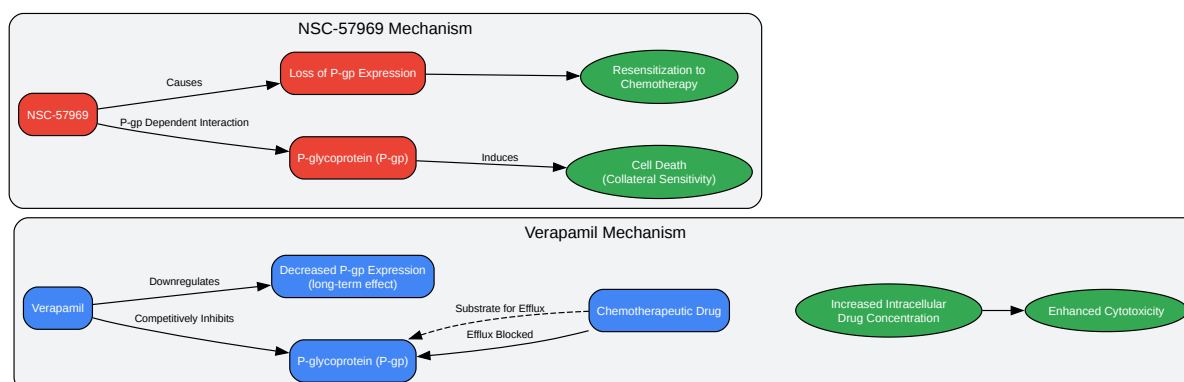 NSC-57969 Mechanism
NSC-57969
Causes
P-gp Dependent Interaction
Loss of P-gp Expression
P-glycoprotein (P-gp)
Induces
Resensitization to
Chemotherapy
Cell Death
(Collateral Sensitivity)
Verapamil Mechanism
Verapamil
Downregulates
Competitively Inhibits
Decreased P-gp Expression
(long-term effect)
P-glycoprotein (P-gp)
Substrate for Efflux
Efflux Blocked
Chemotherapeutic Drug
Increased Intracellular
Drug Concentration
Enhanced Cytotoxicity